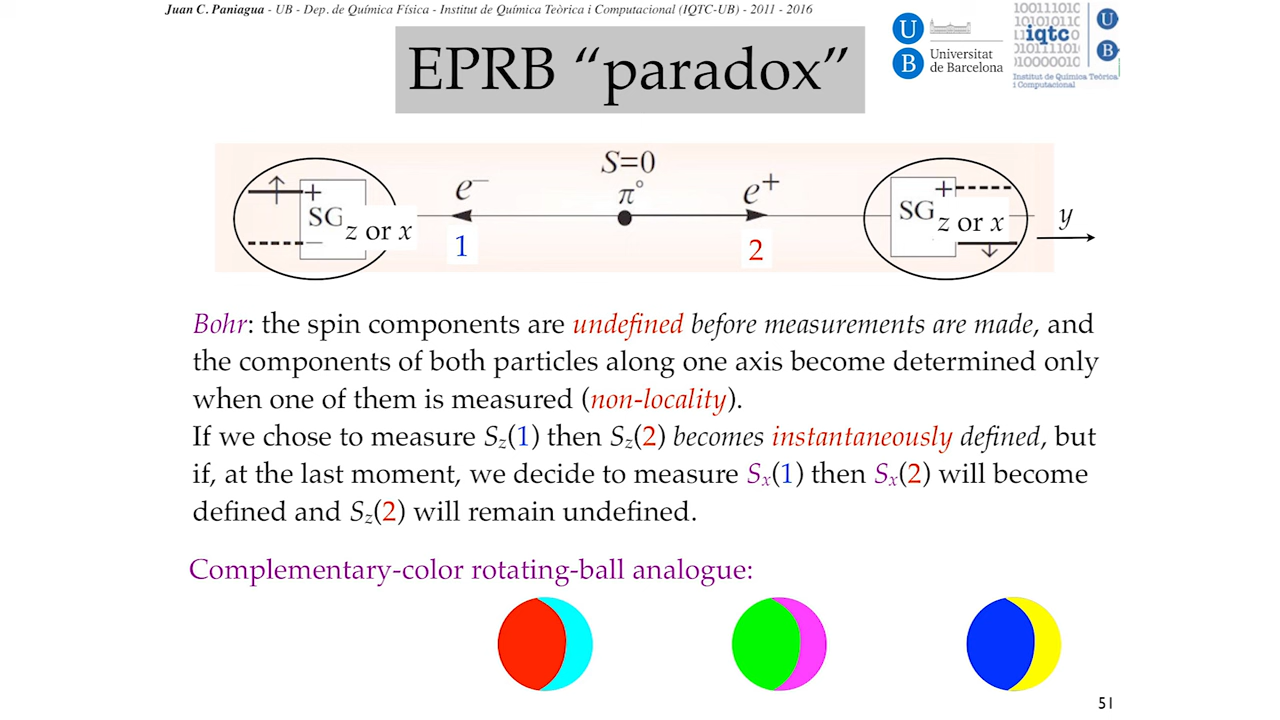 Juan C. Paniagua - UB - Dep. de Química Física - Institut de Química Teòrica i Computacional (IQTC-UB) - 2011 - 2016
EPRB “paradox”
U
B
Universitat
de Barcelona
iqtc
U
B
Institut de Química Teòrica
i Computacional
+
SG z or x
e⁻
1
S=0
π°
e⁺
2
+
SG z or x
y
Bohr: the spin components are undefined before measurements are made, and
the components of both particles along one axis become determined only
when one of them is measured (non-locality).
If we chose to measure Sz(1) then Sz(2) becomes instantaneously defined, but
if, at the last moment, we decide to measure Sx(1) then Sx(2) will become
defined and Sz(2) will remain undefined.
Complementary-color rotating-ball analogue:
51